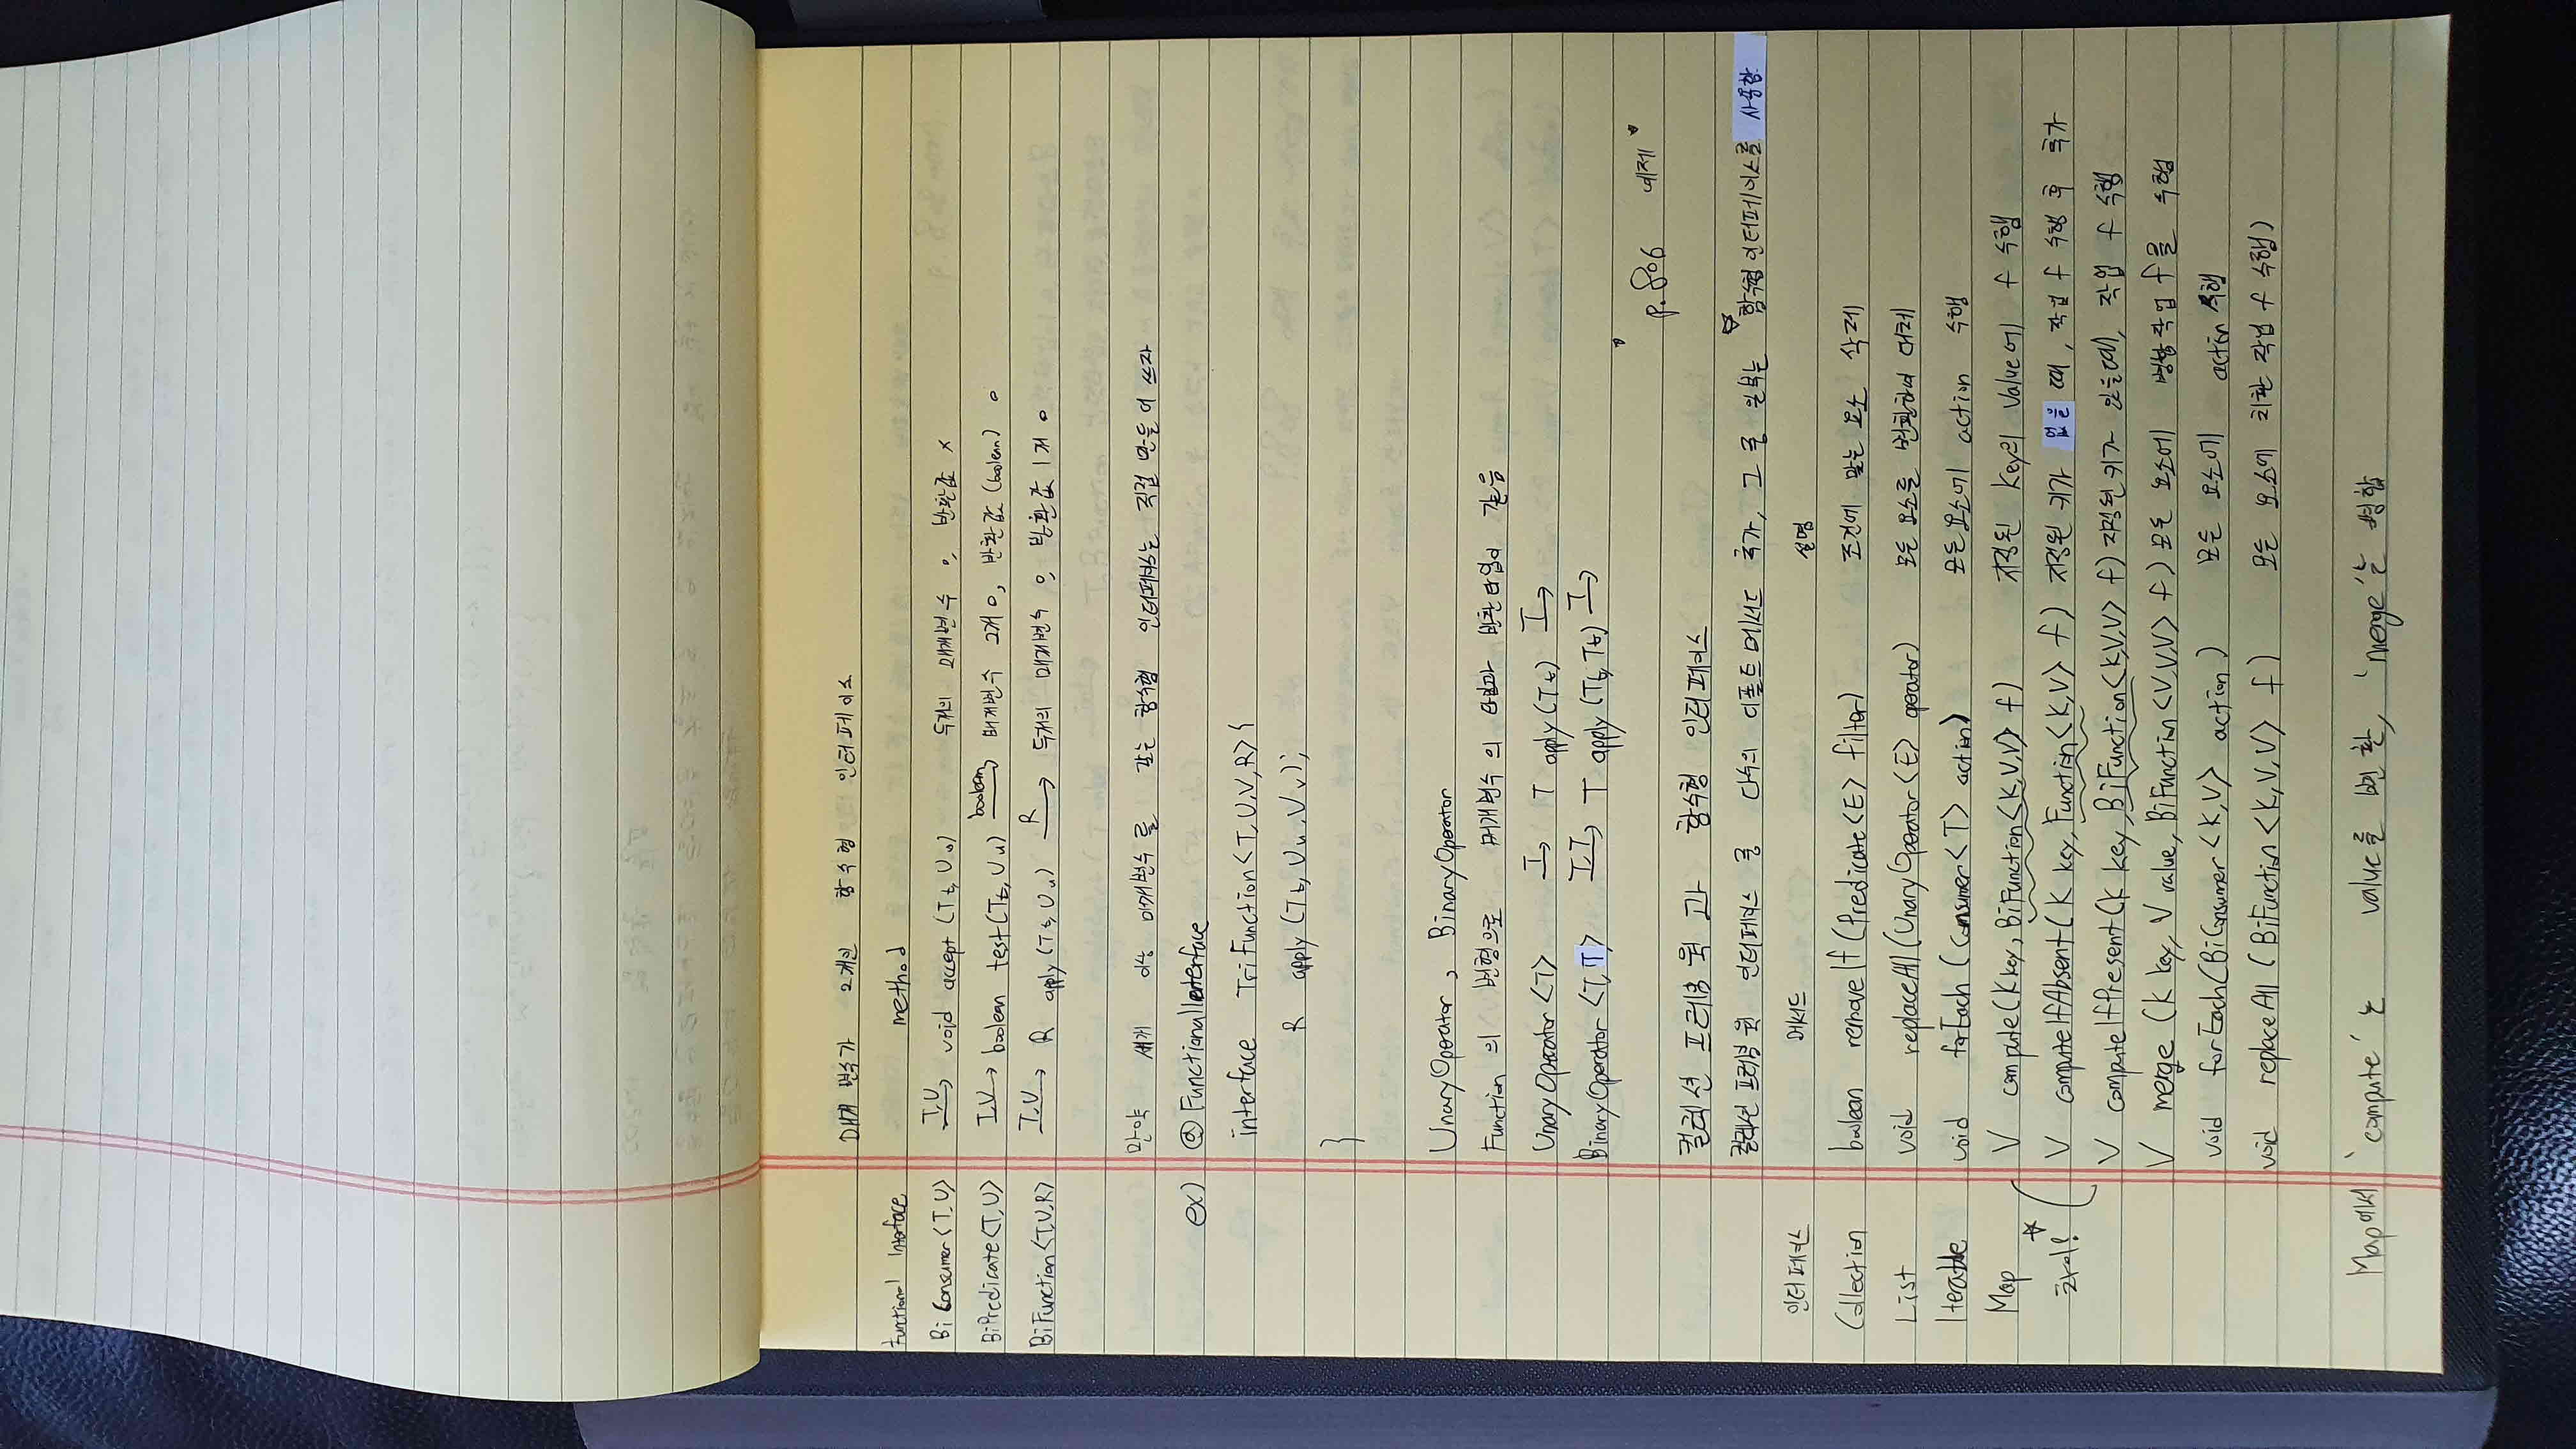 매개 변수가 2개인 함수형 인터페이스
Functional Interface method
BiConsumer<T,U> T,U void accept(T t, U u) 두개의 매개변수 o, 반환값 x
BiPredicate<T,U> T,U boolean test(T t, U u) boolean 매개변수 2개 o, 반환값 (boolean) o
BiFunction<T,U,R> T,U R apply(T t, U u) R 두개의 매개변수 o, 반환값 1개 o
만약 세개 이상 매개변수를 갖는 함수형 인터페이스는 직접 만들어 쓰자
ex) @FunctionalInterface
interface TriFunction<T,U,V,R>{
R apply(T t, U u, V v);
}
UnaryOperator, BinaryOperator
Function의 변형으로 매개변수의 타입과 반환타입이 같음
UnaryOperator<T> T T apply(T t) T
BinaryOperator<T,T> T,T T apply(T t, T t) T
p.806 예제
컬렉션 프레임웍과 함수형 인터페이스
컬렉션 프레임웍 인터페이스 중 다수의 디폴트 메서드 추가, 그 중 일부는 ☆함수형 인터페이스를 사용함
인터페이스 메서드 설명
Collection boolean removeIf(Predicate<E> filter) 조건에 맞는 요소 삭제
List void replaceAll(UnaryOperator<E> operator) 모든 요소를 변환하여 대체
Iterable void forEach(Consumer<T> action) 모든 요소에 action 수행
Map V compute(K key, BiFunction<K,V,V> f) 지정된 key의 value에 f 수행
☆차이! V computeIfAbsent(K key, Function<K,V> f) 지정된 키가 없을 때, 작업 f 수행 후 추가
V computeIfPresent(K key, BiFunction<K,V,V> f) 지정된 키가 있을때, 작업 f 수행
V merge(K key, V value, BiFunction<V,V,V> f) 모든 요소에 병합작업 f를 수행
void forEach(BiConsumer<K,V> action) 모든 요소에 action 수행
void replaceAll(BiFunction<K,V,V> f) 모든 요소에 치환 작업 f 수행)
Map에서 'compute'는 value를 변환, 'merge'는 병합